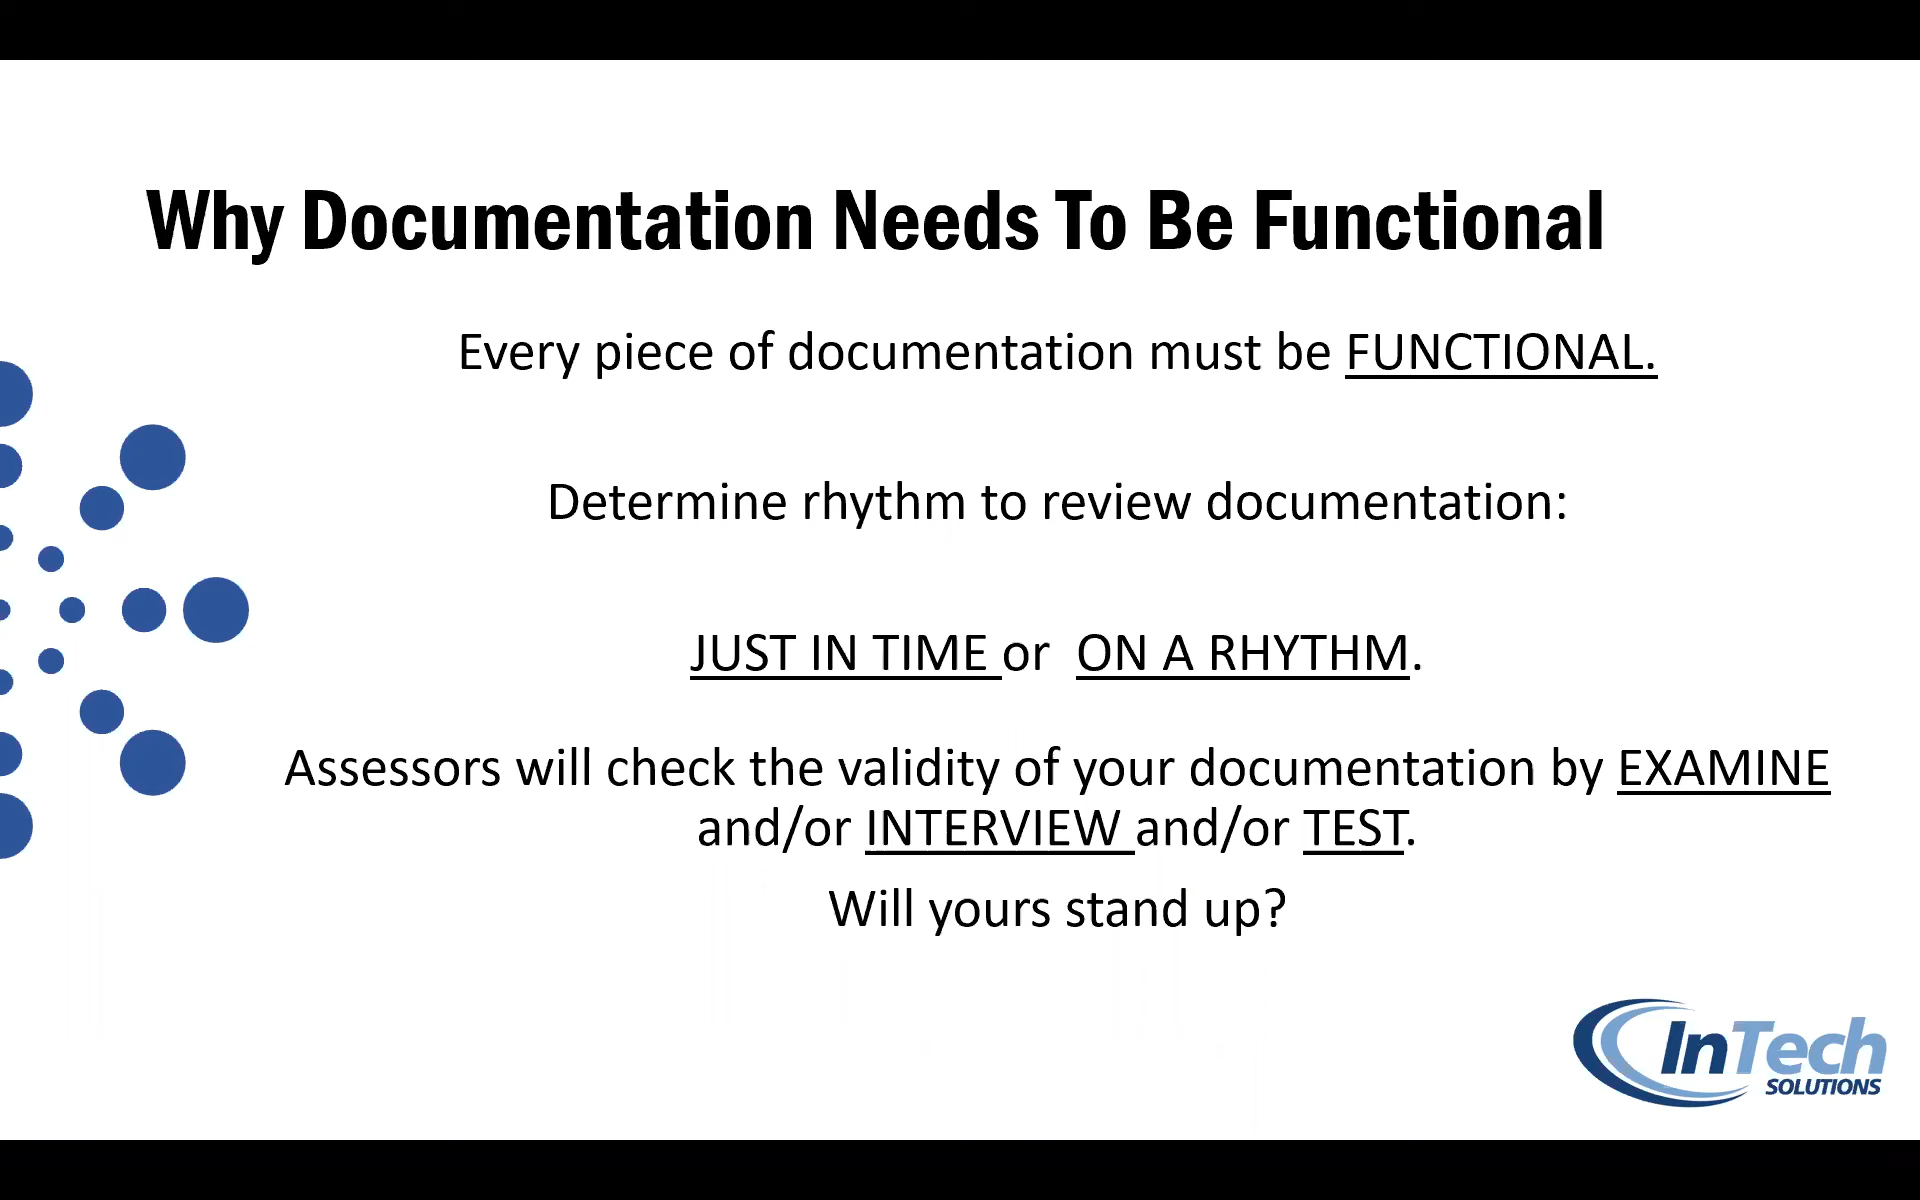 Why Documentation Needs To Be Functional
Every piece of documentation must be FUNCTIONAL.
Determine rhythm to review documentation:
JUST IN TIME or ON A RHYTHM.
Assessors will check the validity of your documentation by EXAMINE
and/or INTERVIEW and/or TEST.
Will yours stand up?
InTech
SOLUTIONS